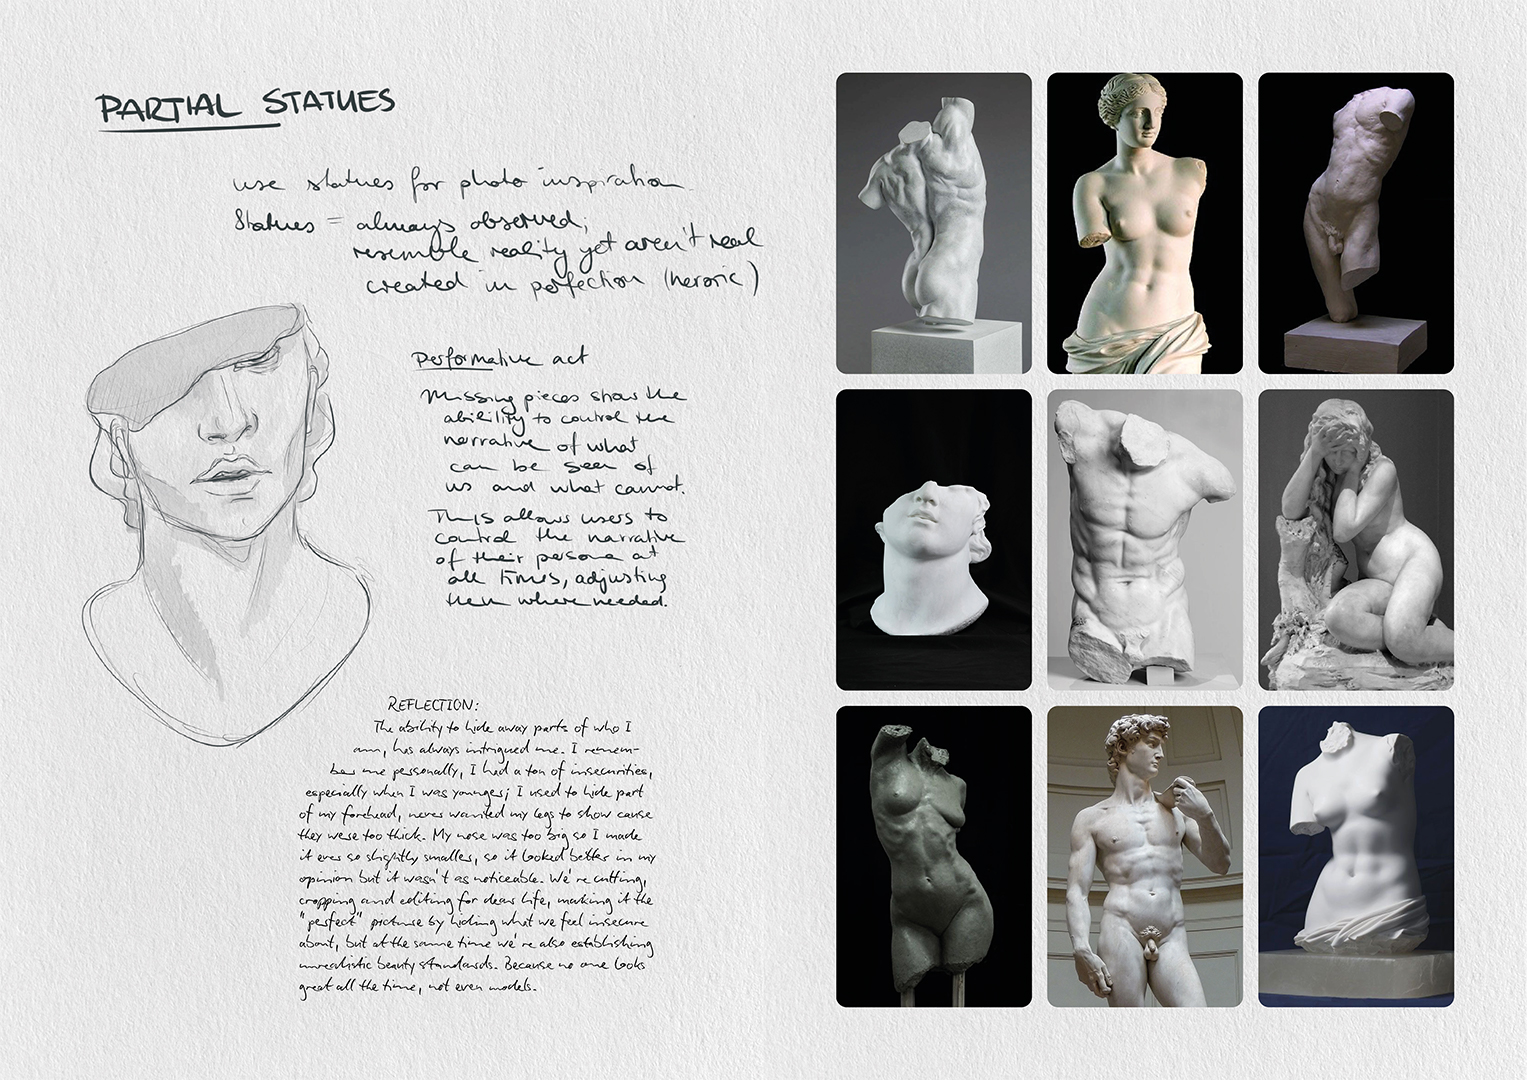 PARTIAL STATUES
use statues for photo inspiration.
Statues = always observed;
resemble reality yet aren't real
created in perfection (heroric)
performative act
Missing pieces show the
abilility to control the
narrative of what
can be seen of
us and what cannot.
This allows users to
control the narrative
of their persona at
all times, adjusting
them where needed.
REFLECTION:
The ability to hide away parts of who I
am, has always intrigued me. I remem-
ber me personally, I had a ton of insecurities,
especially when I was younger; I used to hide part
of my forehead, never wanted my legs to show cause
they were too thick. My nose was too big so I made
it ever so slightly smaller, so it looked better in my
opinion but it wasn't as noticeable. We're cutting,
cropping and editing for dear life, making it the
"perfect" picture by hiding what we feel insecure
about, but at the same time we're also establishing
unrealistic beauty standards. Because no one looks
great all the time, not even models.